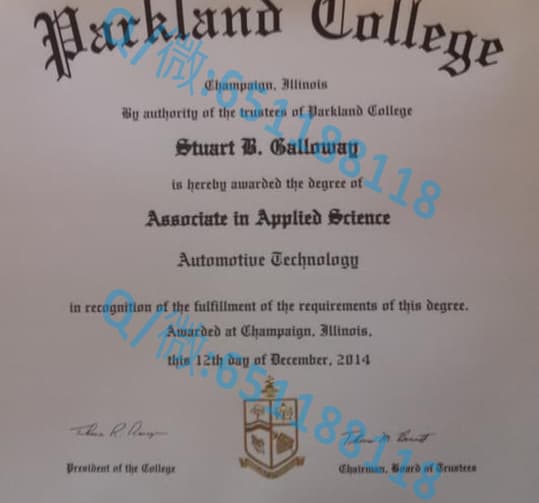 Parkland College
Champaign, Illinois
By authority of the trustees of Parkland College
Stuart B. Galloway
is hereby awarded the degree of
Associate in Applied Science
Automotive Technology
in recognition of the fulfillment of the requirements of this degree.
Awarded at Champaign, Illinois,
this 12th day of December, 2014
President of the College
Chairman, Board of Trustees
Q/微:651188118
Q/微:651188118